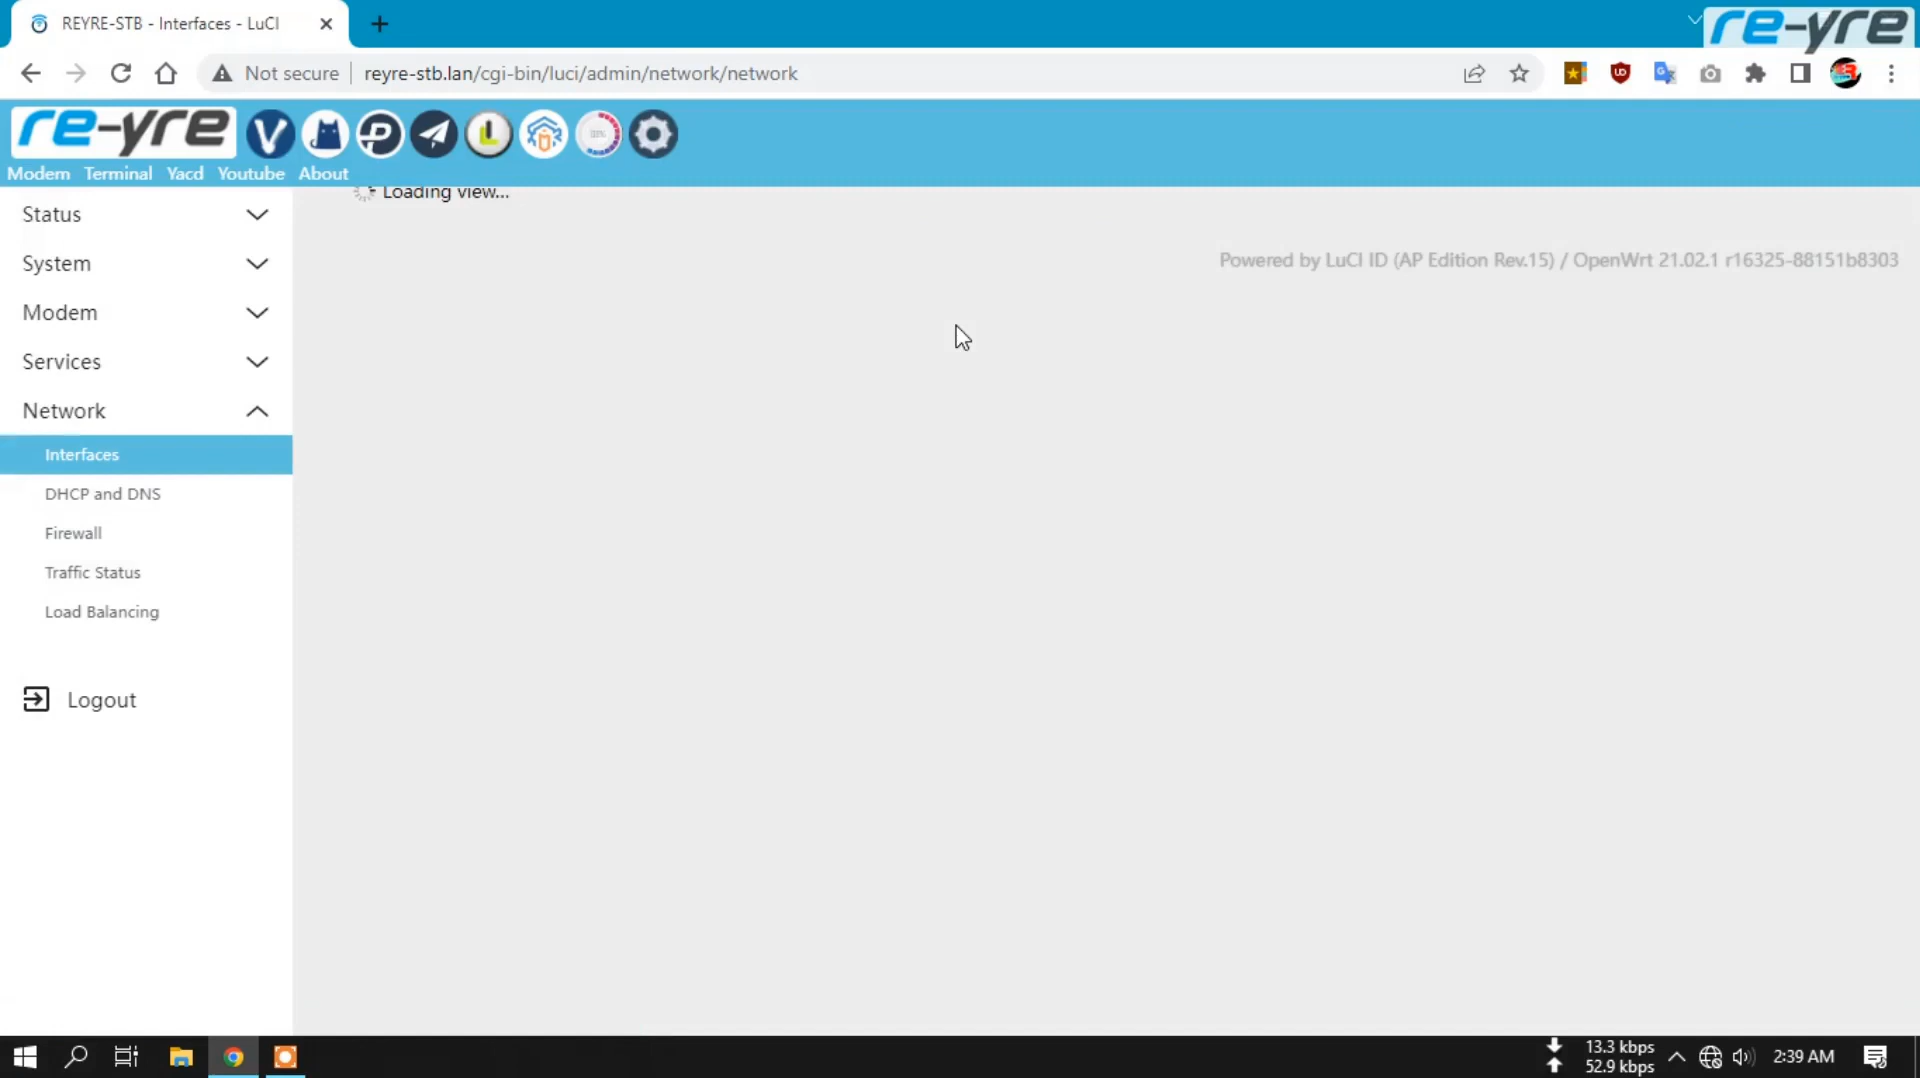 REYRE-STB - Interfaces - LuCI
re-yre
Not secure
reyre-stb.lan/cgi-bin/luci/admin/network/network
re-yre
Modem Terminal Yacd Youtube About
Loading view...
Status
System
Modem
Services
Network
Interfaces
DHCP and DNS
Firewall
Traffic Status
Load Balancing
Logout
Powered by LuCI ID (AP Edition Rev.15) / OpenWrt 21.02.1 r16325-88151b8303
13.3 kbps
52.9 kbps
2:39 AM